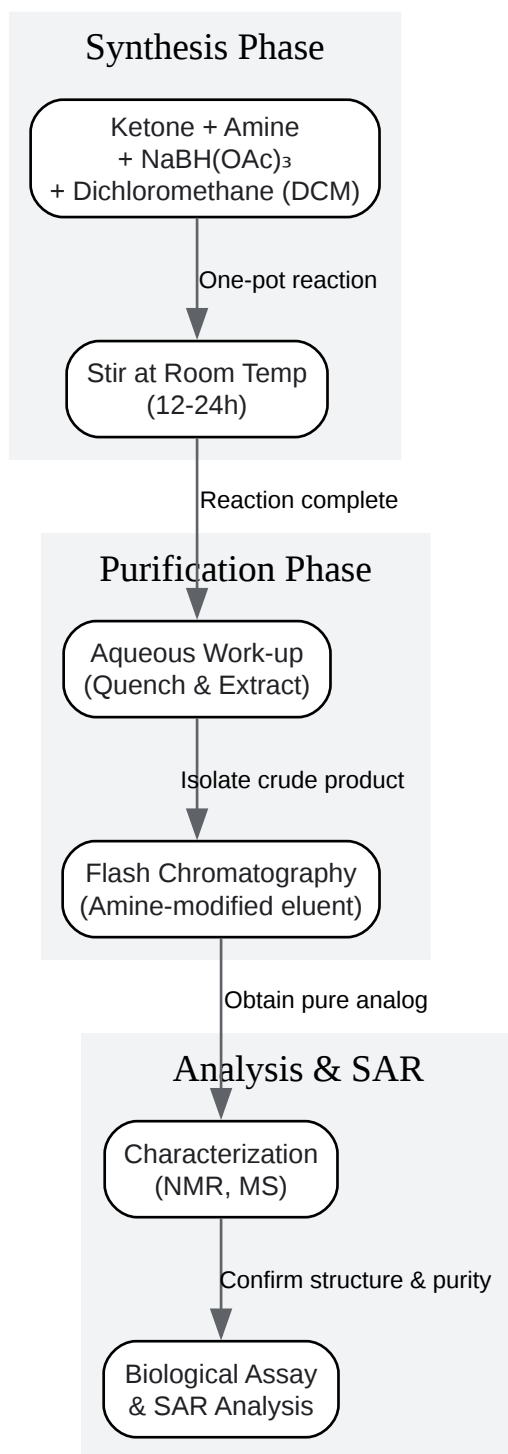 Synthesis Phase
Ketone + Amine
+ NaBH(OAc)₃
+ Dichloromethane (DCM)
One-pot reaction
Stir at Room Temp
(12-24h)
Reaction complete
Purification Phase
Aqueous Work-up
(Quench & Extract)
Isolate crude product
Flash Chromatography
(Amine-modified eluent)
Obtain pure analog
Analysis & SAR
Characterization
(NMR, MS)
Confirm structure & purity
Biological Assay
& SAR Analysis